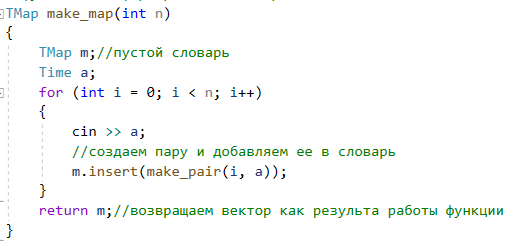 TMap make_map(int n)
{
TMap m;//пустой словарь
Time a;
for (int i = 0; i < n; i++)
{
cin >> a;
//создаем пару и добавляем ее в словарь
m.insert(make_pair(i, a));
}
return m;//возвращаем вектор как результа работы функции
}